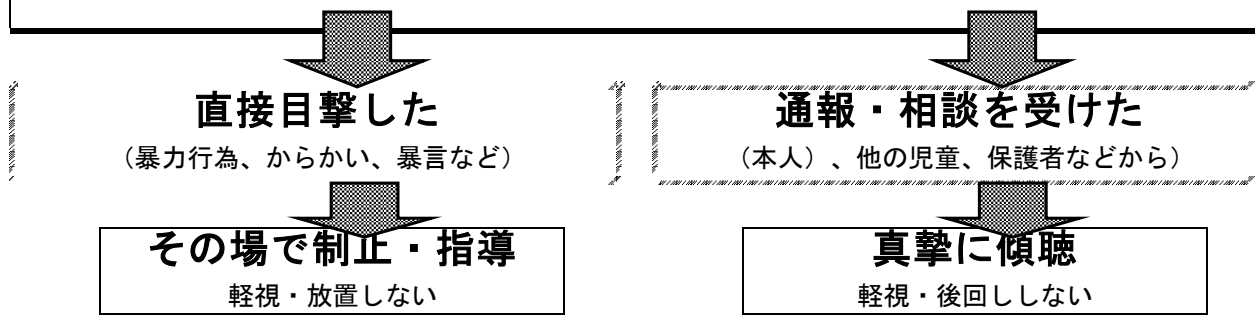 直接目撃した
（暴力行為、からかい、暴言など）
その場で制止・指導
軽視・放置しない
通報・相談を受けた
（本人）、他の児童、保護者などから）
真摯に傾聴
軽視・後回ししない